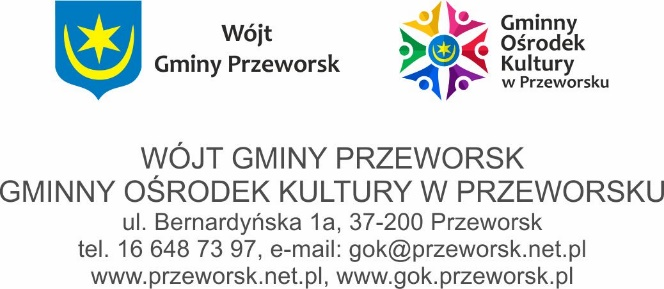 Wójt
Gminy Przeworsk
Gminny
Ośrodek
Kultury
w Przeworsku
WÓJT GMINY PRZEWORSK
GMINNY OŚRODEK KULTURY W PRZEWORSKU
ul. Bernardyńska 1a, 37-200 Przeworsk
tel. 16 648 73 97, e-mail: gok@przeworsk.net.pl
www.przeworsk.net.pl, www.gok.przeworsk.pl